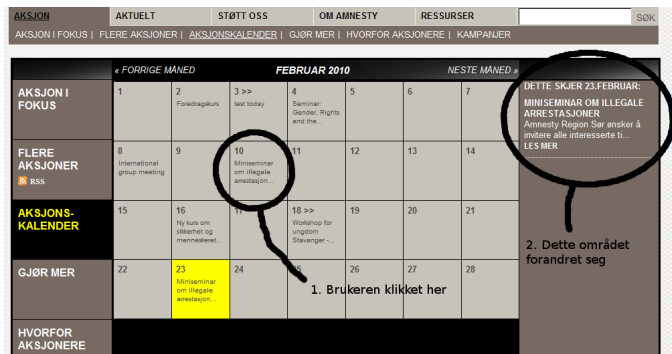 AKSJON AKTUELT STØTT OSS OM AMNESTY RESSURSER SØK
AKSJON I FOKUS | FLERE AKSJONER | AKSJONSKALENDER | GJØR MER | HVORFOR AKSJONERE | KAMPANJER
« FORRIGE MÅNED FEBRUAR 2010 NESTE MÅNED »
AKSJON I
FOKUS
1
2
Foredragskurs
3 >>
test today
4
Seminar:
Gender, Rights
and the...
5
6
7
FLERE
AKSJONER
RSS
8
International
group meeting
9
10
Miniseminar
om illegale
arrestasjon...
11
12
13
14
AKSJONS-
KALENDER
15
16
Ny kurs om
sikkerhet og
menneskeret...
17
18 >>
Workshop for
ungdom
Stavanger -...
19
20
21
GJØR MER
22
23
Miniseminar
om illegale
arrestasjon...
24
25
26
27
28
HVORFOR
AKSJONERE
DETTE SKJER 23.FEBRUAR:
MINISEMINAR OM ILLEGALE
ARRESTASJONER
Amnesty Region Sør ønsker å
invitere alle interesserte ti...
LES MER
1. Brukeren klikket her
2. Dette området
forandret seg